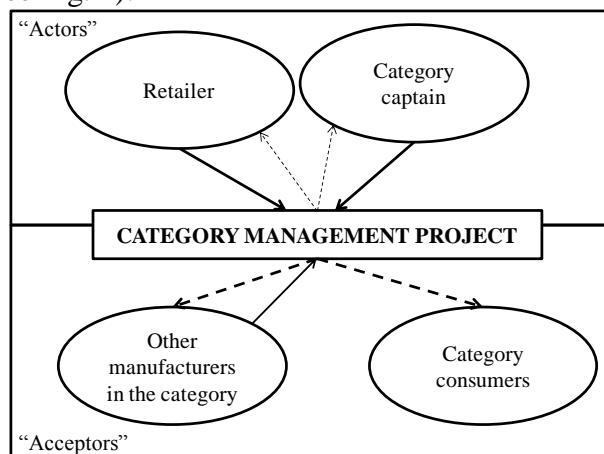 “Actors”
Retailer
Category
captain
CATEGORY MANAGEMENT PROJECT
Other
manufacturers
in the category
Category
consumers
“Acceptors”